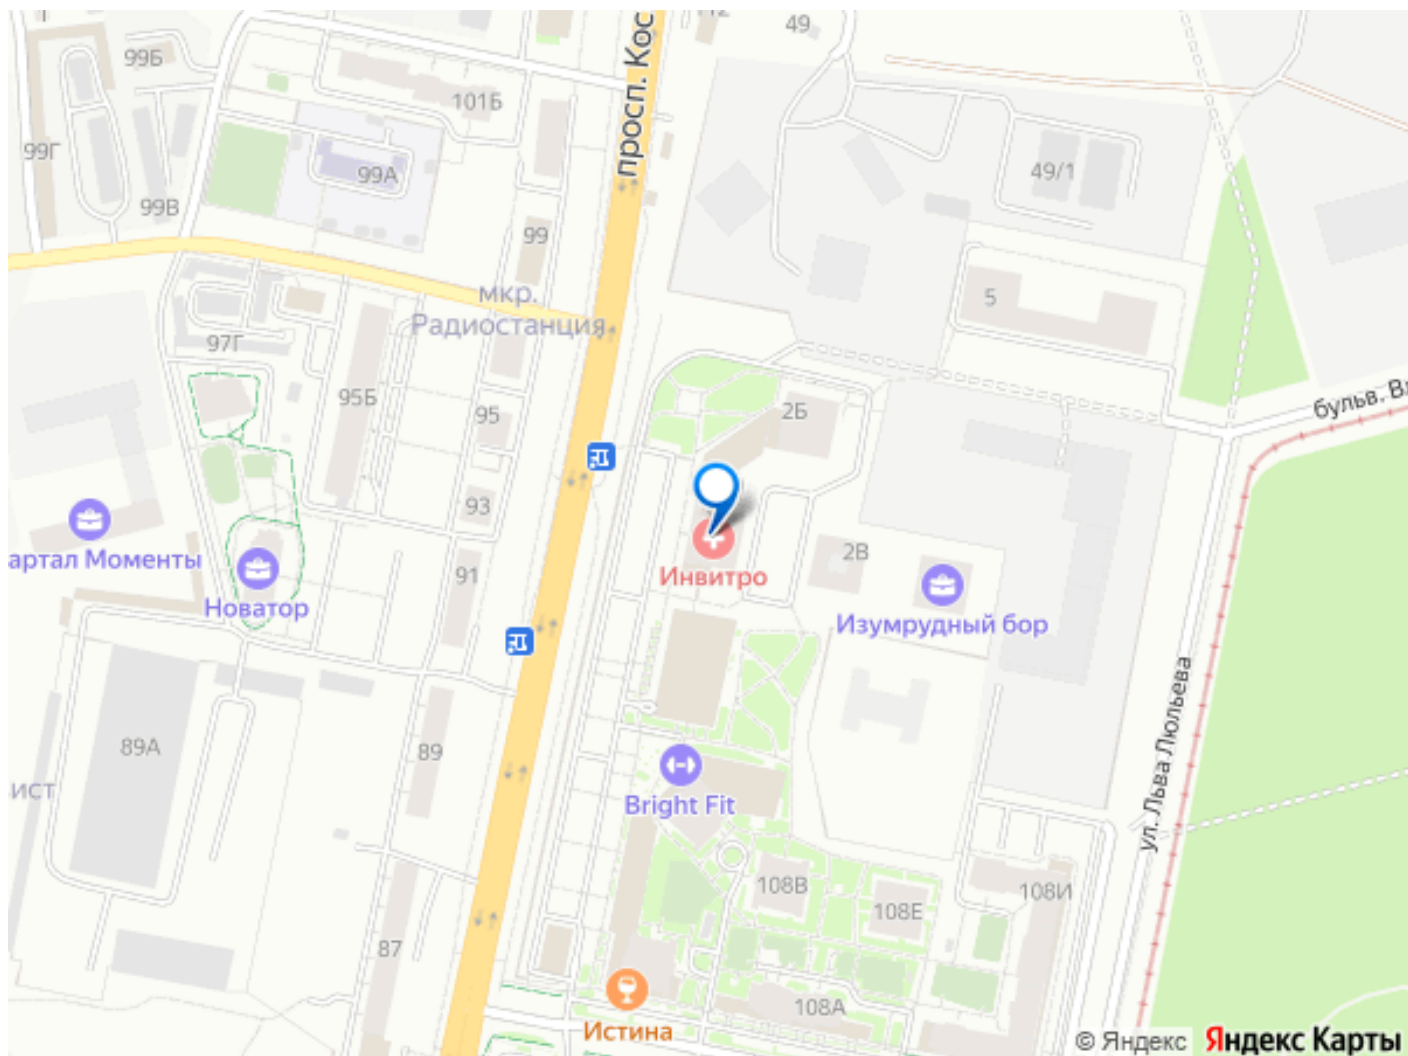 49
99Б
просп. Кос
101Б
99Г
99А
49/1
99В
99
мкр.
Радиостанция
5
97Г
95Б
95
2Б
бульв. Вл
93
артал Моменты
Новатор
91
Инвитро
2В
Изумрудный бор
ул. Льва Люльева
89А
89
ист
Bright Fit
108В
108Е
108И
87
108А
Истина
© Яндекс Яндекс Карты